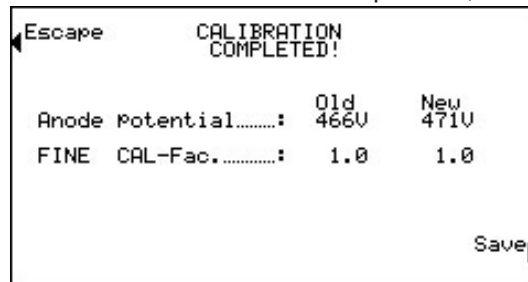 Escape CALIBRATION
COMPLETED!
Old New
Anode Potential........: 466V 471V
FINE CAL-Fac............: 1.0 1.0
Save